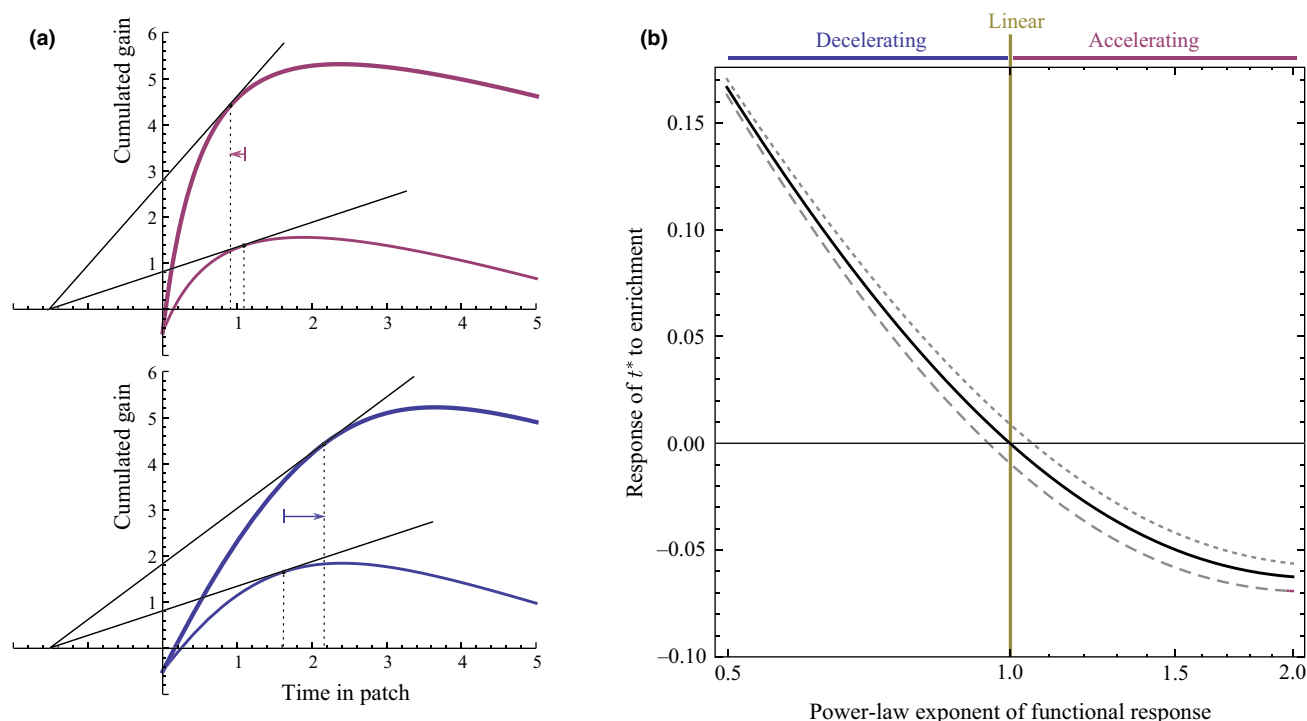 (a)
Cumulated gain
6
5
4
3
2
1
1 2 3 4 5
Cumulated gain
6
5
4
3
2
1
1 2 3 4 5
Time in patch
(b)
Linear
Decelerating Accelerating
Response of t* to enrichment
0.15
0.10
0.05
0.00
–0.05
–0.10
0.5 1.0 1.5 2.0
Power-law exponent of functional response